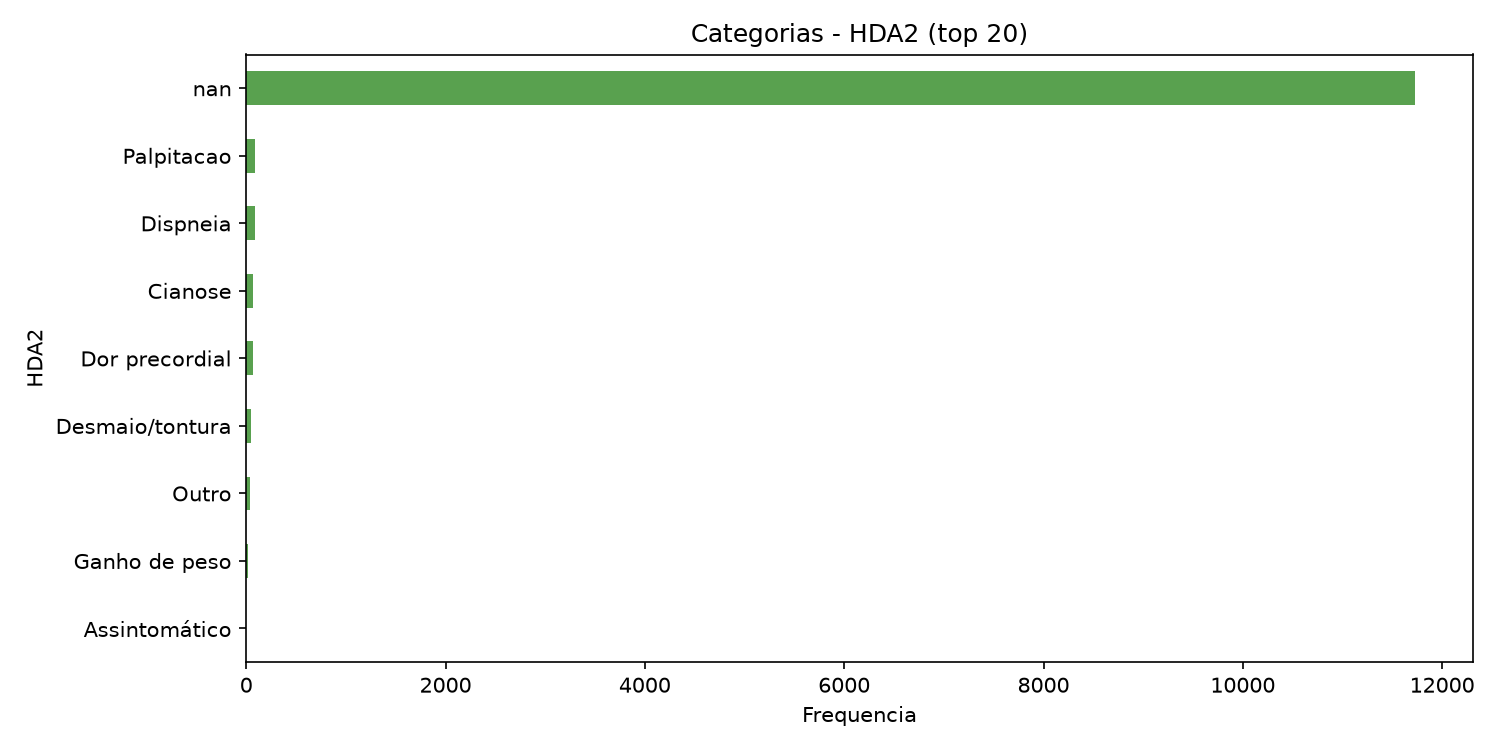 Categorias - HDA2 (top 20)
nan
Palpitacao
Dispneia
Cianose
Dor precordial
Desmaio/tontura
Outro
Ganho de peso
Assintomático
HDA2
0 2000 4000 6000 8000 10000 12000
Frequencia